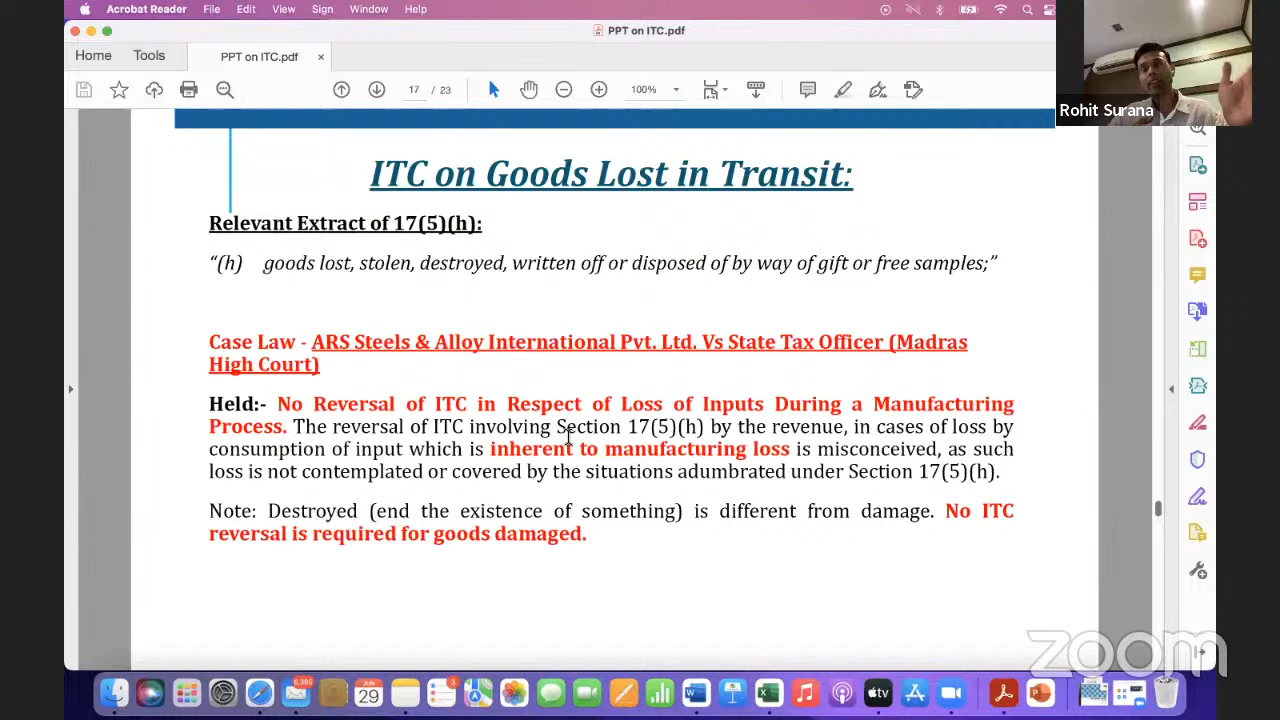 Acrobat Reader File Edit View Sign Window Help
PPT on ITC.pdf
Home Tools PPT on ITC.pdf ×
17 / 23 100%
Rohit Surana
ITC on Goods Lost in Transit:
Relevant Extract of 17(5)(h):
“(h) goods lost, stolen, destroyed, written off or disposed of by way of gift or free samples;”
Case Law - ARS Steels & Alloy International Pvt. Ltd. Vs State Tax Officer (Madras
High Court)
Held:- No Reversal of ITC in Respect of Loss of Inputs During a Manufacturing
Process. The reversal of ITC involving Section 17(5)(h) by the revenue, in cases of loss by
consumption of input which is inherent to manufacturing loss is misconceived, as such
loss is not contemplated or covered by the situations adumbrated under Section 17(5)(h).
Note: Destroyed (end the existence of something) is different from damage. No ITC
reversal is required for goods damaged.
zoom
6,385
29
3
tv